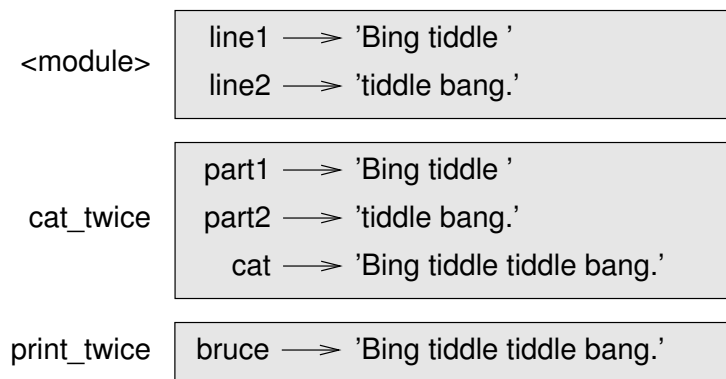 <module>
line1 ’Bing tiddle ’
line2 ’tiddle bang.’
cat_twice
part1 ’Bing tiddle ’
part2 ’tiddle bang.’
cat ’Bing tiddle tiddle bang.’
print_twice
bruce ’Bing tiddle tiddle bang.’